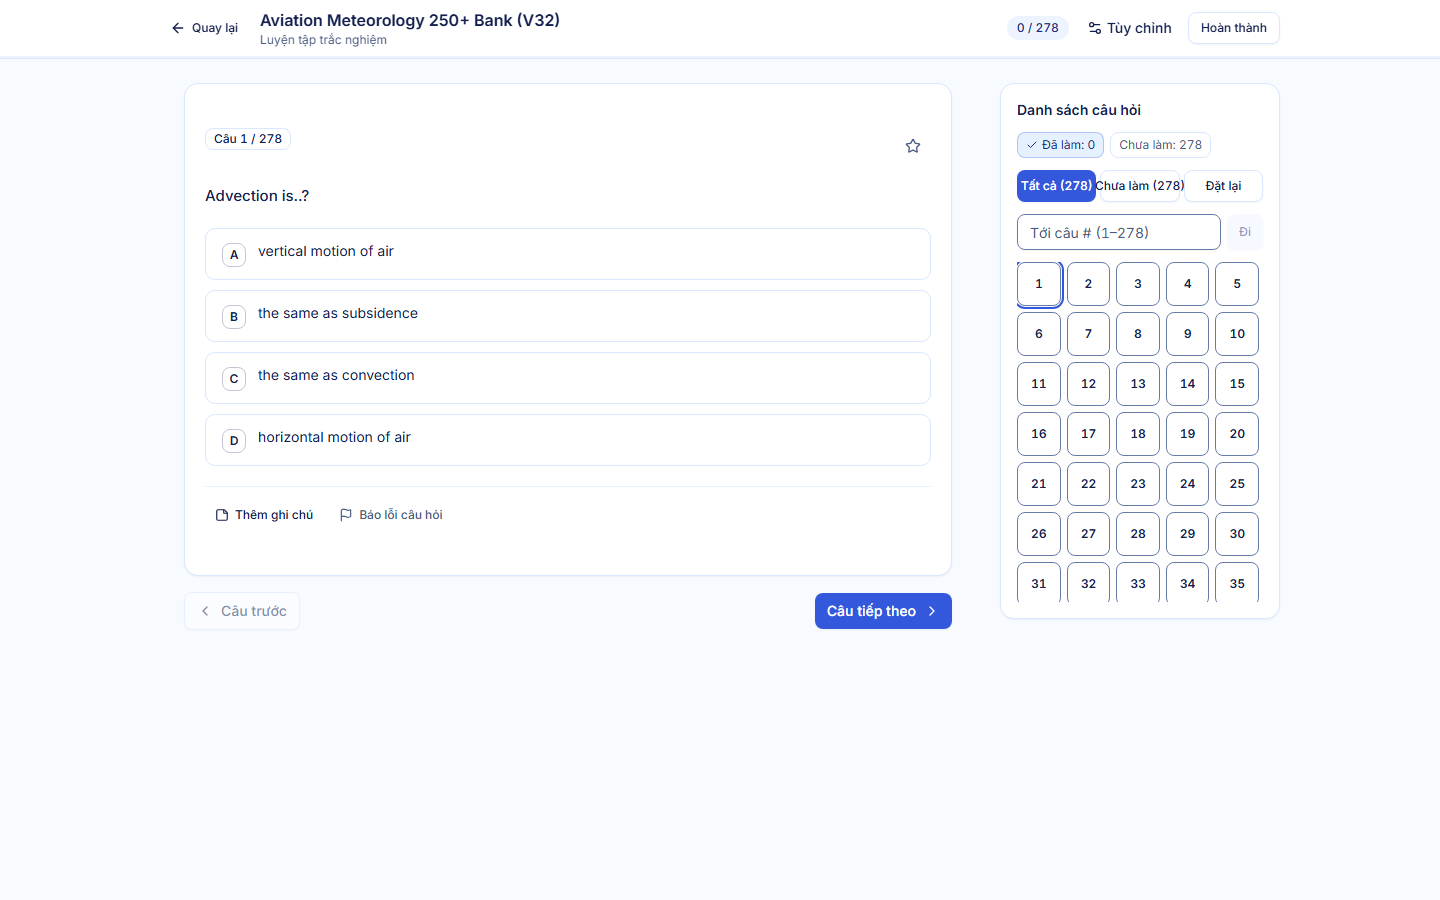 Quay lại
Aviation Meteorology 250+ Bank (V32)
Luyện tập trắc nghiệm
0 / 278
Tùy chỉnh
Hoàn thành
Câu 1 / 278
Advection is..?
A vertical motion of air
B the same as subsidence
C the same as convection
D horizontal motion of air
Thêm ghi chú
Báo lỗi câu hỏi
Câu trước
Câu tiếp theo
Danh sách câu hỏi
Đã làm: 0
Chưa làm: 278
Tất cả (278)
Chưa làm (278)
Đặt lại
Tới câu # (1–278)
Đi
1 2 3 4 5
6 7 8 9 10
11 12 13 14 15
16 17 18 19 20
21 22 23 24 25
26 27 28 29 30
31 32 33 34 35